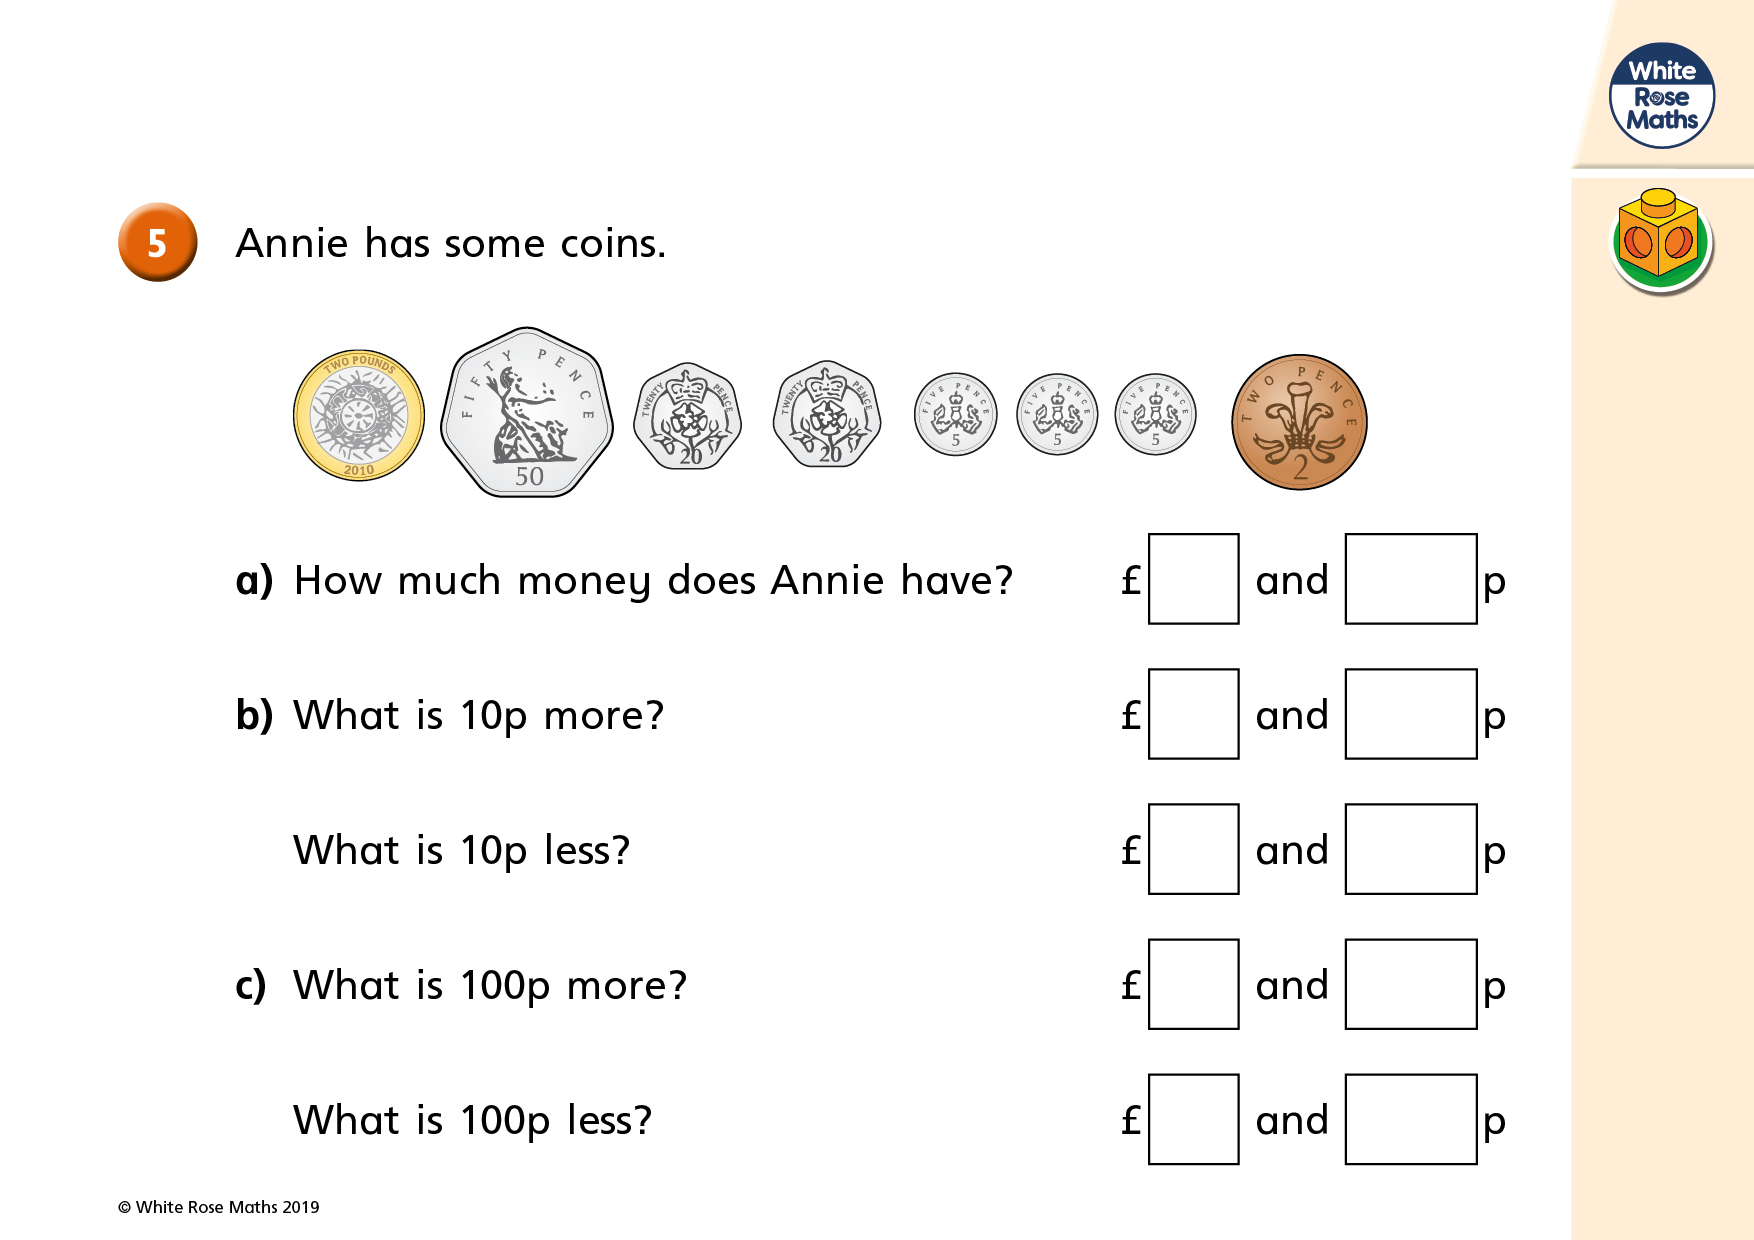 White
Rose
Maths
5 Annie has some coins.
TWO POUNDS
2010
FIFTY PENCE
50
TWENTY PENCE
20
TWENTY PENCE
20
FIVE PENCE
5
FIVE PENCE
5
FIVE PENCE
5
TWO PENCE
2
a) How much money does Annie have? £ and p
b) What is 10p more? £ and p
What is 10p less? £ and p
c) What is 100p more? £ and p
What is 100p less? £ and p
© White Rose Maths 2019